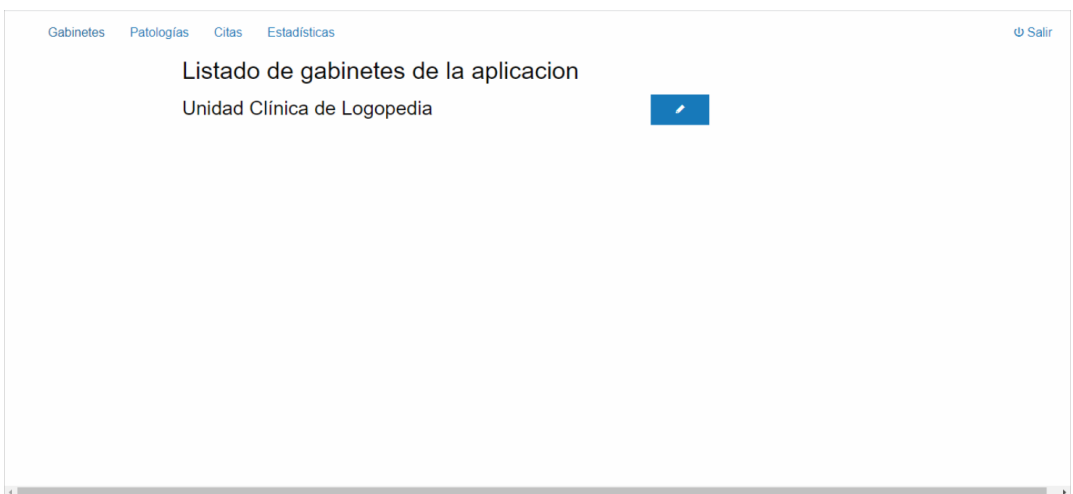 Gabinetes Patologías Citas Estadísticas Salir
Listado de gabinetes de la aplicacion
Unidad Clínica de Logopedia